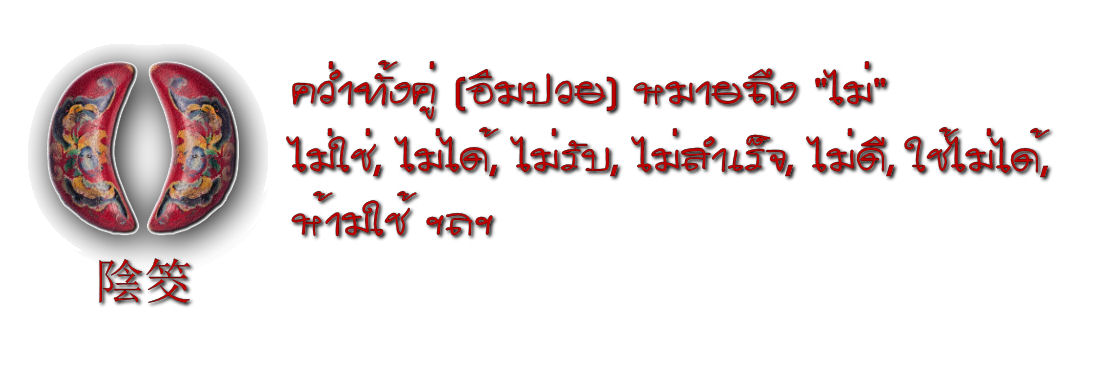 คว่ำทั้งคู่ (อิมปวย) หมายถึง "ไม่"
ไม่ใช่, ไม่ได้, ไม่รับ, ไม่สำเร็จ, ไม่ดี, ใช้ไม่ได้,
ห้ามใช้ ฯลฯ
陰筊